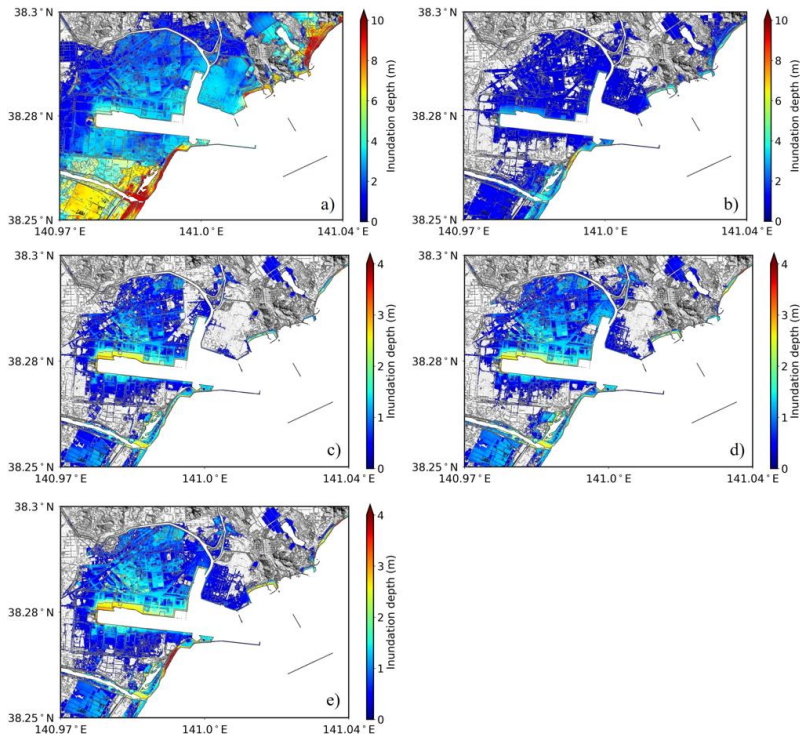 38.3°N
38.28°N
38.25°N
140.97°E
141.0°E
141.04°E
10
8
6
4
2
0
Inundation depth (m)
a)
38.3°N
38.28°N
38.25°N
140.97°E
141.0°E
141.04°E
10
8
6
4
2
0
Inundation depth (m)
b)
38.3°N
38.28°N
38.25°N
140.97°E
141.0°E
141.04°E
4
3
2
1
0
Inundation depth (m)
c)
38.3°N
38.28°N
38.25°N
140.97°E
141.0°E
141.04°E
4
3
2
1
0
Inundation depth (m)
d)
38.3°N
38.28°N
38.25°N
140.97°E
141.0°E
141.04°E
4
3
2
1
0
Inundation depth (m)
e)